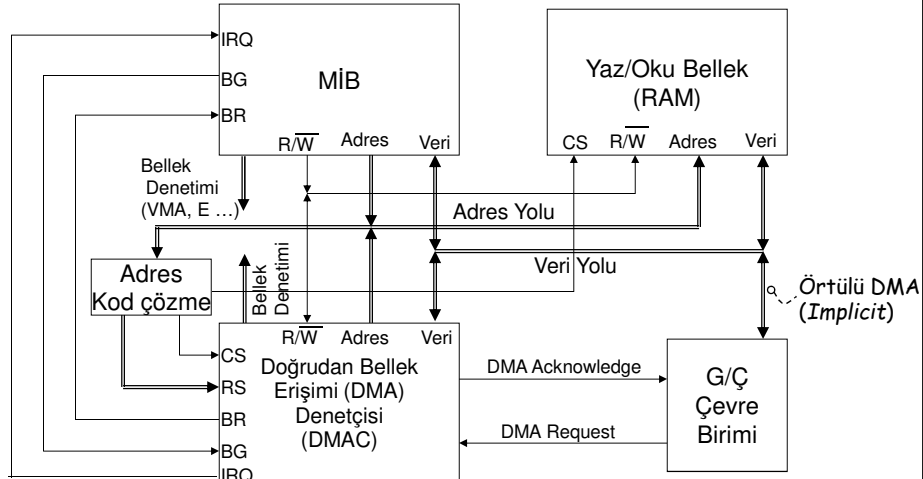 IRQ
BG
BR
MİB
R/W
Adres
Veri
Yaz/Oku Bellek
(RAM)
CS
R/W
Adres
Veri
Bellek
Denetimi
(VMA, E ...)
Adres Yolu
Veri Yolu
Adres
Kod çözme
Bellek
Denetimi
Örtülü DMA
(Implicit)
R/W
Adres
Veri
CS
RS
BR
BG
IRQ
Doğrudan Bellek
Erişimi (DMA)
Denetçisi
(DMAC)
DMA Acknowledge
DMA Request
G/Ç
Çevre
Birimi